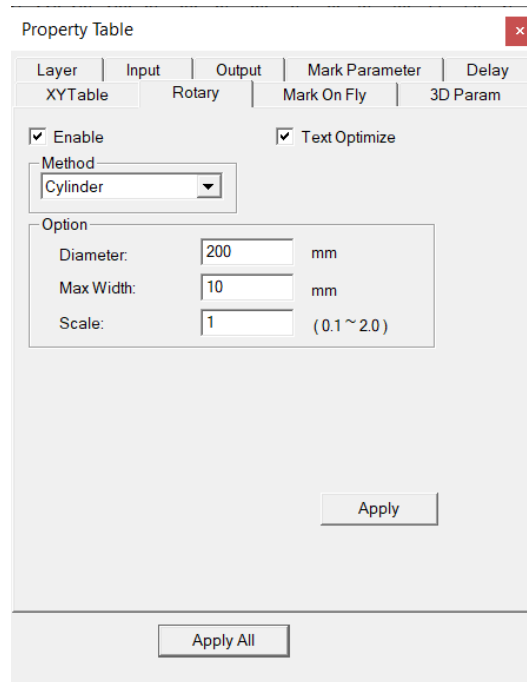 Property Table
Layer Input Output Mark Parameter Delay
XYTable Rotary Mark On Fly 3D Param
Enable Text Optimize
Method
Cylinder
Option
Diameter: 200 mm
Max Width: 10 mm
Scale: 1 ( 0.1 ~ 2.0 )
Apply
Apply All